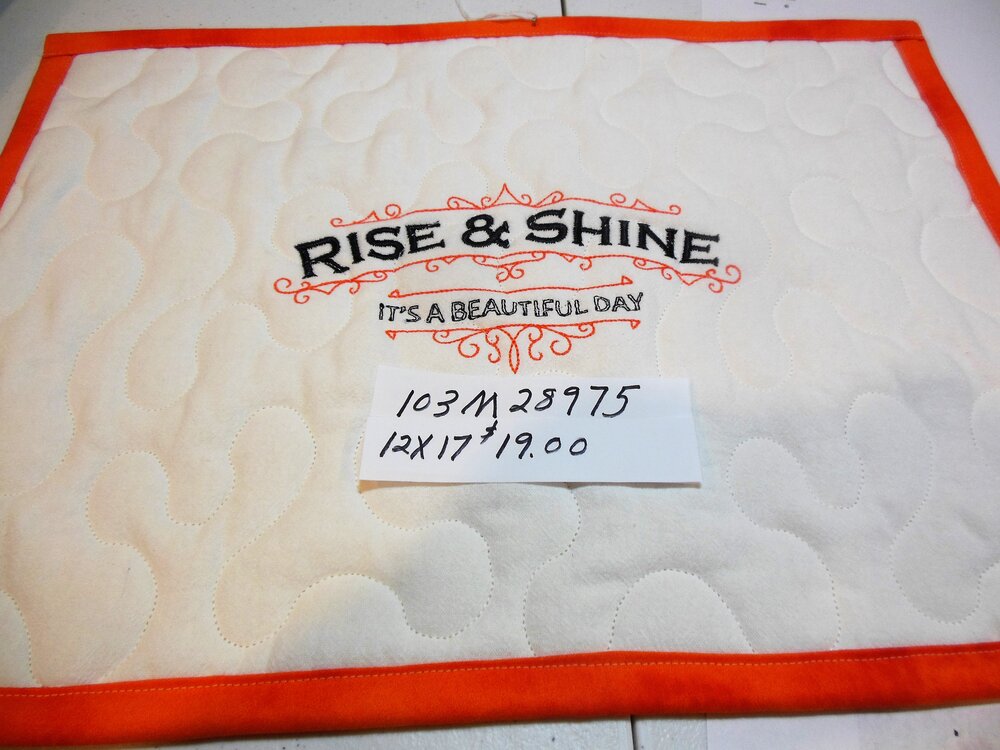 RISE & SHINE
IT'S A BEAUTIFUL DAY
103M 28975
12X17 $19.00